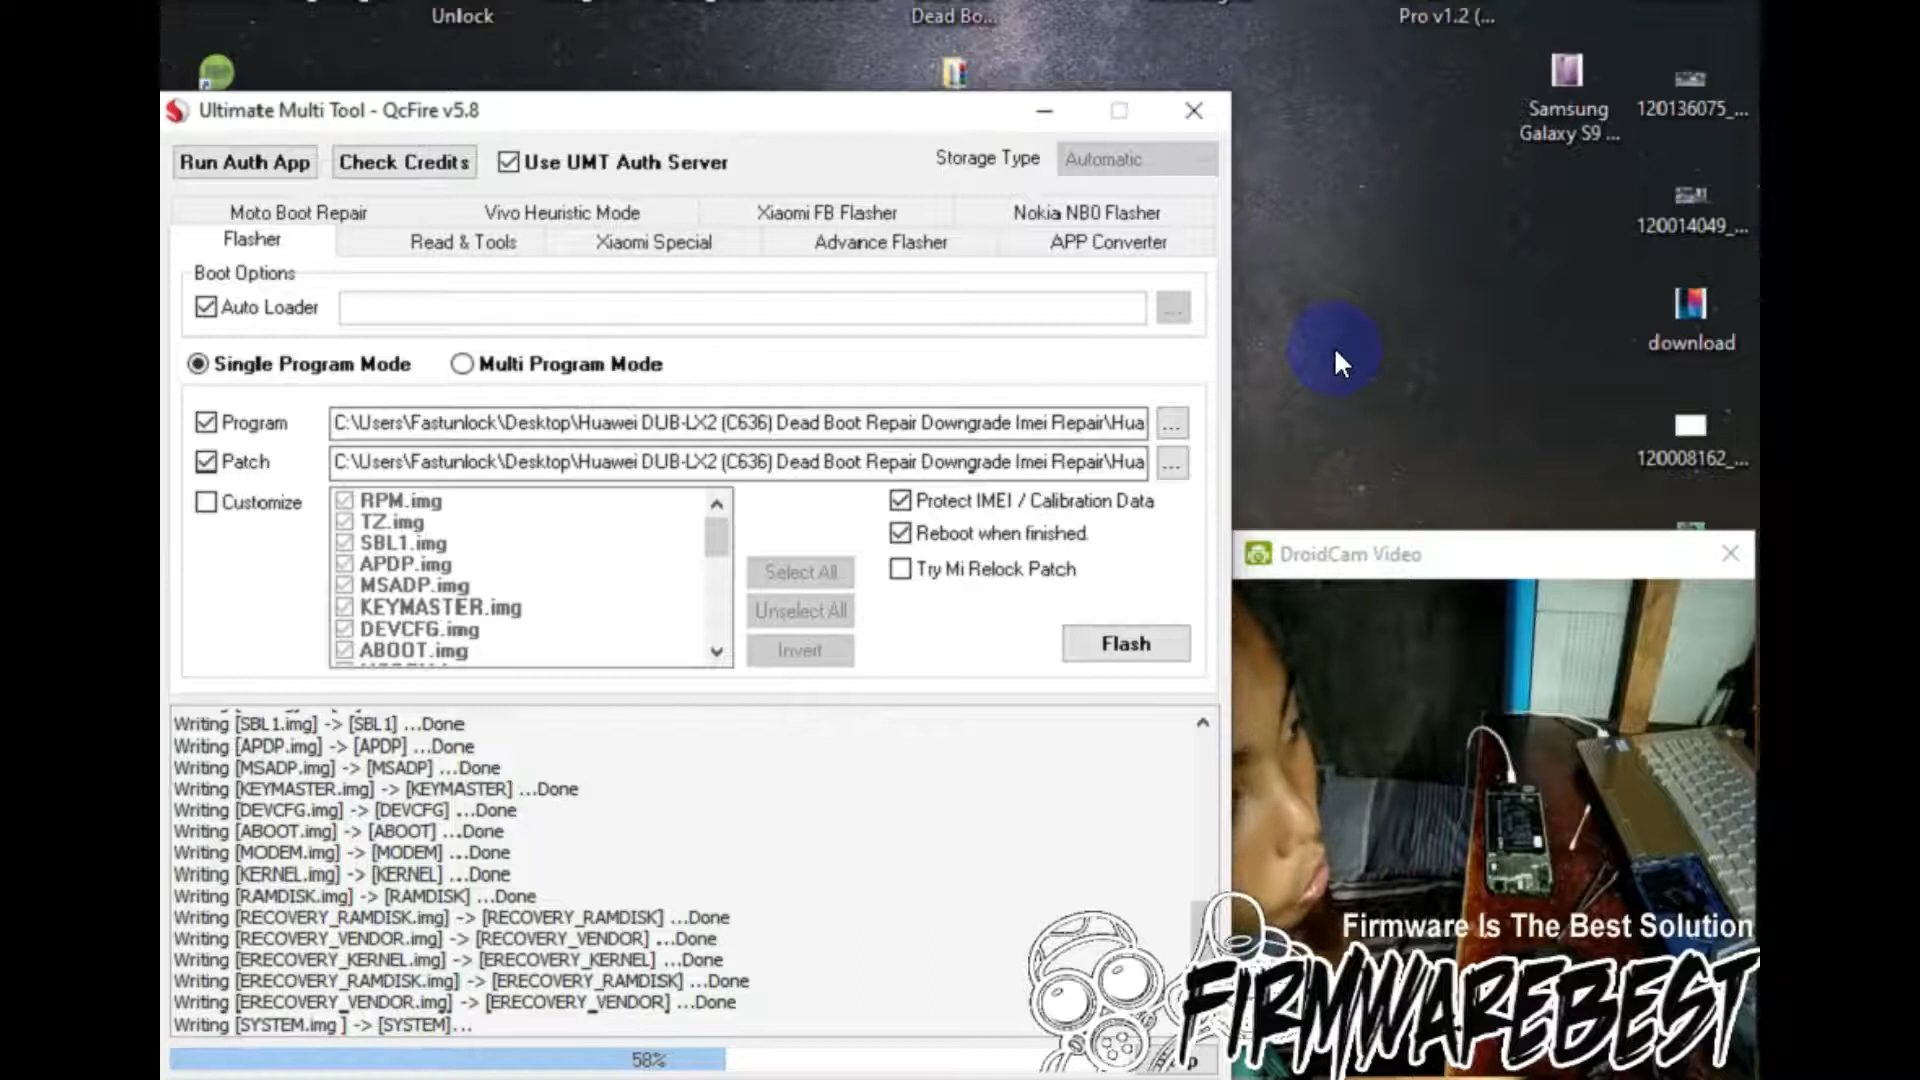 Unlock
Dead Bo...
Pro v1.2 (...
Samsung
Galaxy S9 ...
120136075_...
120014049_...
download
120008162_...
Ultimate Multi Tool - QcFire v5.8
Run Auth App
Check Credits
Use UMT Auth Server
Storage Type
Automatic
Moto Boot Repair
Vivo Heuristic Mode
Xiaomi FB Flasher
Nokia NB0 Flasher
Flasher
Read & Tools
Xiaomi Special
Advance Flasher
APP Converter
Boot Options
Auto Loader
...
Single Program Mode
Multi Program Mode
Program
C:\Users\Fastunlock\Desktop\Huawei DUB-LX2 (C636) Dead Boot Repair Downgrade Imei Repair\Hua
...
Patch
C:\Users\Fastunlock\Desktop\Huawei DUB-LX2 (C636) Dead Boot Repair Downgrade Imei Repair\Hua
...
Customize
RPM.img
TZ.img
SBL1.img
APDP.img
MSADP.img
KEYMASTER.img
DEVCFG.img
ABOOT.img
Select All
Unselect All
Invert
Protect IMEI / Calibration Data
Reboot when finished.
Try Mi Relock Patch
Flash
Writing [SBL1.img] -> [SBL1] ...Done
Writing [APDP.img] -> [APDP] ...Done
Writing [MSADP.img] -> [MSADP] ...Done
Writing [KEYMASTER.img] -> [KEYMASTER] ...Done
Writing [DEVCFG.img] -> [DEVCFG] ...Done
Writing [ABOOT.img] -> [ABOOT] ...Done
Writing [MODEM.img] -> [MODEM] ...Done
Writing [KERNEL.img] -> [KERNEL] ...Done
Writing [RAMDISK.img] -> [RAMDISK] ...Done
Writing [RECOVERY_RAMDISK.img] -> [RECOVERY_RAMDISK] ...Done
Writing [RECOVERY_VENDOR.img] -> [RECOVERY_VENDOR] ...Done
Writing [ERECOVERY_KERNEL.img] -> [ERECOVERY_KERNEL] ...Done
Writing [ERECOVERY_RAMDISK.img] -> [ERECOVERY_RAMDISK] ...Done
Writing [ERECOVERY_VENDOR.img] -> [ERECOVERY_VENDOR] ...Done
Writing [SYSTEM.img ] -> [SYSTEM]...
58%
DroidCam Video
Firmware Is The Best Solution
FIRMWAREBEST